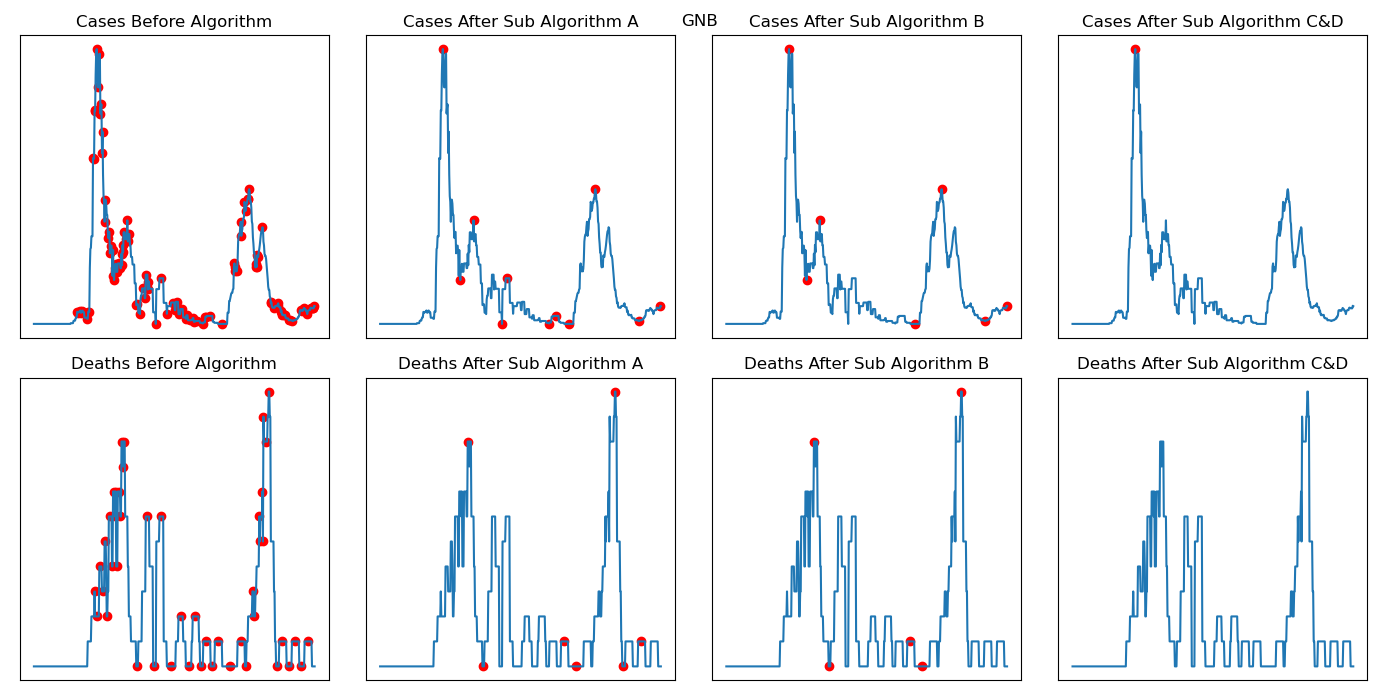 GNB
Cases Before Algorithm
Cases After Sub Algorithm A
Cases After Sub Algorithm B
Cases After Sub Algorithm C&D
Deaths Before Algorithm
Deaths After Sub Algorithm A
Deaths After Sub Algorithm B
Deaths After Sub Algorithm C&D